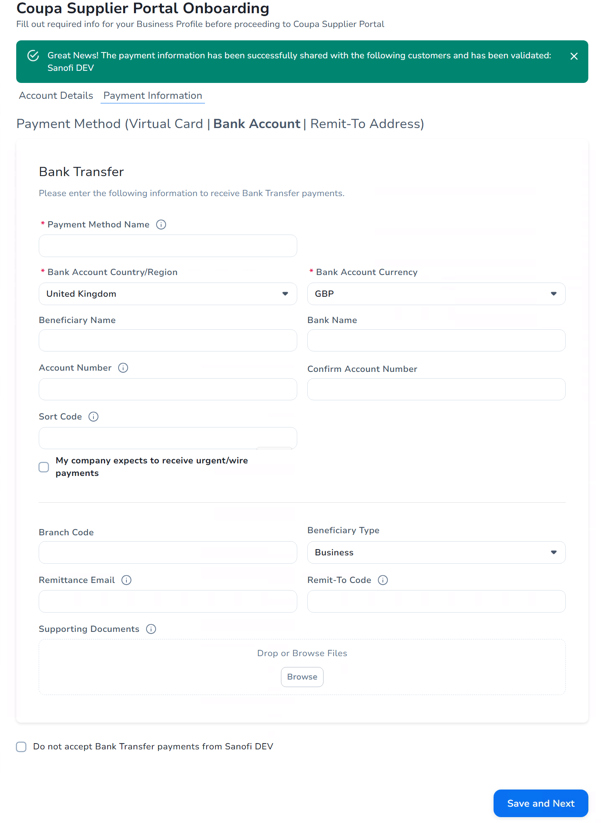 Coupa Supplier Portal Onboarding
Fill out required info for your Business Profile before proceeding to Coupa Supplier Portal
Great News! The payment information has been successfully shared with the following customers and has been validated:
Sanofi DEV
Account Details Payment Information
Payment Method (Virtual Card | Bank Account | Remit-To Address)
Bank Transfer
Please enter the following information to receive Bank Transfer payments.
* Payment Method Name
* Bank Account Country/Region * Bank Account Currency
United Kingdom GBP
Beneficiary Name Bank Name
Account Number Confirm Account Number
Sort Code
My company expects to receive urgent/wire
payments
Branch Code Beneficiary Type
Business
Remittance Email Remit-To Code
Supporting Documents
Drop or Browse Files
Browse
Do not accept Bank Transfer payments from Sanofi DEV
Save and Next